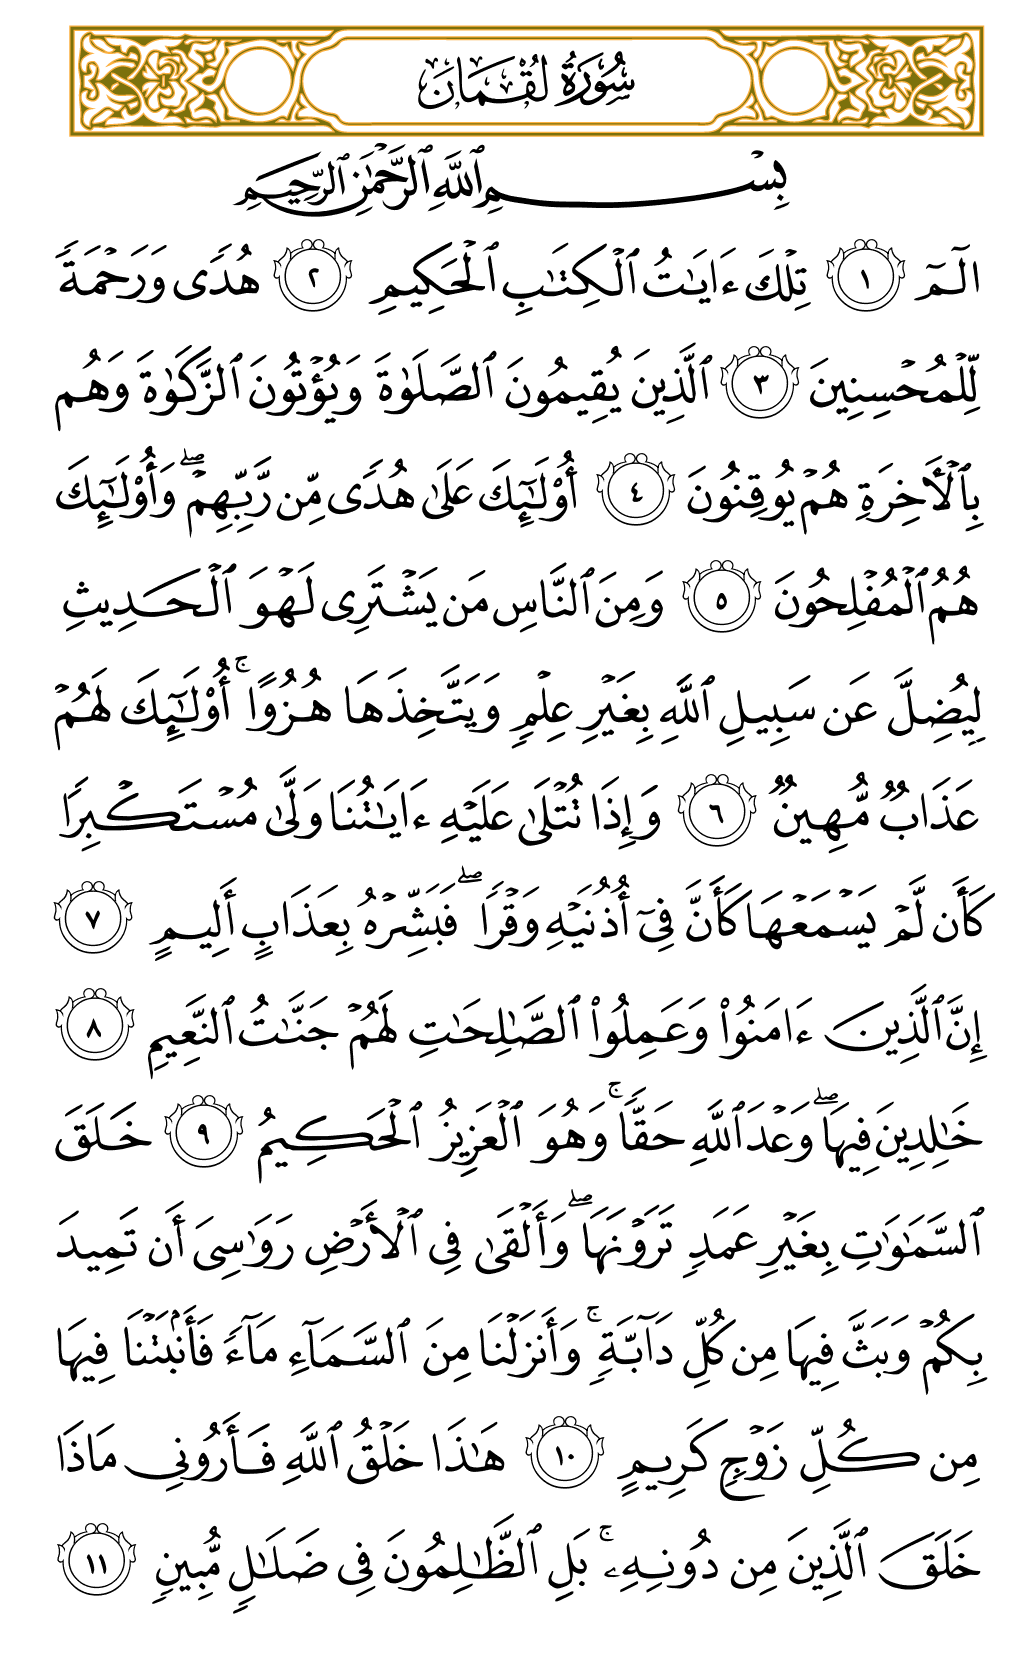 سُورَةُ لُقۡمَانَ
بِسۡمِ ٱللَّهِ ٱلرَّحۡمَٰنِ ٱلرَّحِيمِ
الٓمٓ ١ تِلۡكَ ءَايَٰتُ ٱلۡكِتَٰبِ ٱلۡحَكِيمِ ٢ هُدٗى وَرَحۡمَةٗ
لِّلۡمُحۡسِنِينَ ٣ ٱلَّذِينَ يُقِيمُونَ ٱلصَّلَوٰةَ وَيُؤۡتُونَ ٱلزَّكَوٰةَ وَهُم
بِٱلۡأٓخِرَةِ هُمۡ يُوقِنُونَ ٤ أُوْلَٰٓئِكَ عَلَىٰ هُدٗى مِّن رَّبِّهِمۡۖ وَأُوْلَٰٓئِكَ
هُمُ ٱلۡمُفۡلِحُونَ ٥ وَمِنَ ٱلنَّاسِ مَن يَشۡتَرِي لَهۡوَ ٱلۡحَدِيثِ
لِيُضِلَّ عَن سَبِيلِ ٱللَّهِ بِغَيۡرِ عِلۡمٖ وَيَتَّخِذَهَا هُزُوًاۚ أُوْلَٰٓئِكَ لَهُمۡ
عَذَابٞ مُّهِينٞ ٦ وَإِذَا تُتۡلَىٰ عَلَيۡهِ ءَايَٰتُنَا وَلَّىٰ مُسۡتَكۡبِرٗا
كَأَن لَّمۡ يَسۡمَعۡهَا كَأَنَّ فِيٓ أُذُنَيۡهِ وَقۡرٗاۖ فَبَشِّرۡهُ بِعَذَابٍ أَلِيمٍ ٧
إِنَّ ٱلَّذِينَ ءَامَنُواْ وَعَمِلُواْ ٱلصَّٰلِحَٰتِ لَهُمۡ جَنَّٰتُ ٱلنَّعِيمِ ٨
خَٰلِدِينَ فِيهَاۖ وَعۡدَ ٱللَّهِ حَقّٗاۚ وَهُوَ ٱلۡعَزِيزُ ٱلۡحَكِيمُ ٩ خَلَقَ
ٱلسَّمَٰوَٰتِ بِغَيۡرِ عَمَدٖ تَرَوۡنَهَاۖ وَأَلۡقَىٰ فِي ٱلۡأَرۡضِ رَوَٰسِيَ أَن تَمِيدَ
بِكُمۡ وَبَثَّ فِيهَا مِن كُلِّ دَآبَّةٖۚ وَأَنزَلۡنَا مِنَ ٱلسَّمَآءِ مَآءٗ فَأَنۢبَتۡنَا فِيهَا
مِن كُلِّ زَوۡجٖ كَرِيمٍ ١٠ هَٰذَا خَلۡقُ ٱللَّهِ فَأَرُونِي مَاذَا
خَلَقَ ٱلَّذِينَ مِن دُونِهِۦۚ بَلِ ٱلظَّٰلِمُونَ فِي ضَلَٰلٖ مُّبِينٖ ١١